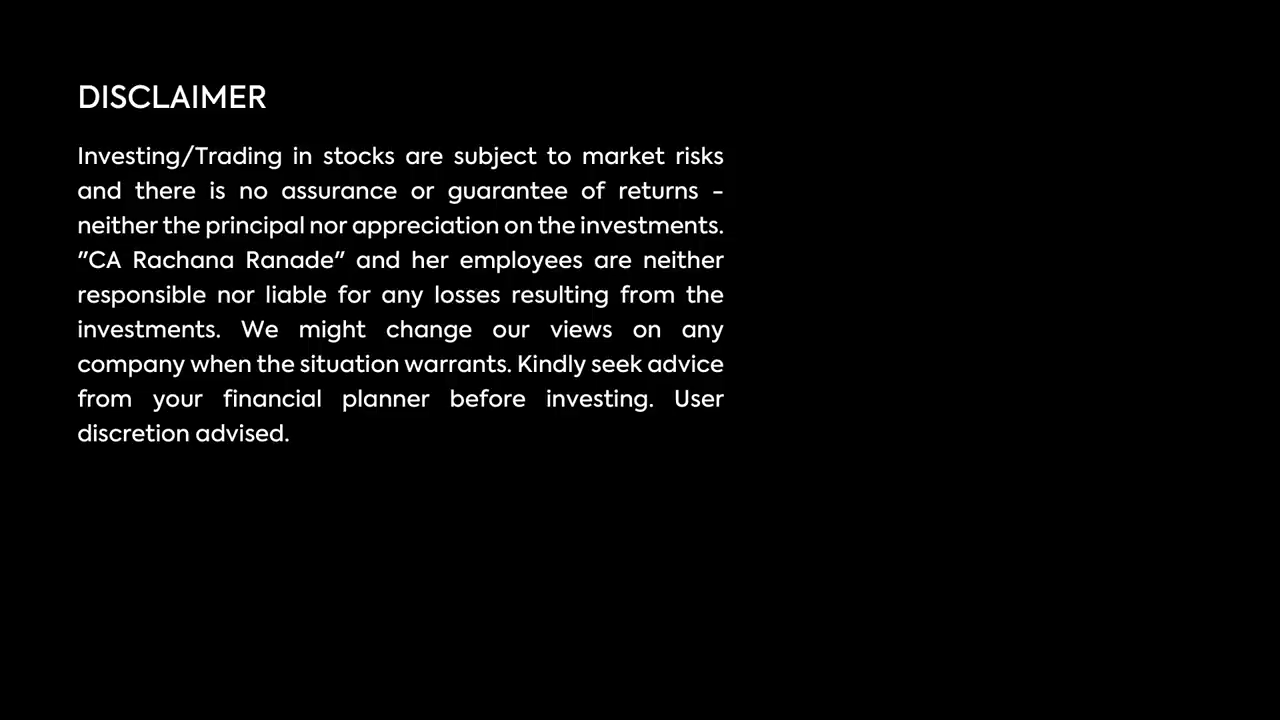 DISCLAIMER
Investing/Trading in stocks are subject to market risks
and there is no assurance or guarantee of returns -
neither the principal nor appreciation on the investments.
"CA Rachana Ranade" and her employees are neither
responsible nor liable for any losses resulting from the
investments. We might change our views on any
company when the situation warrants. Kindly seek advice
from your financial planner before investing. User
discretion advised.